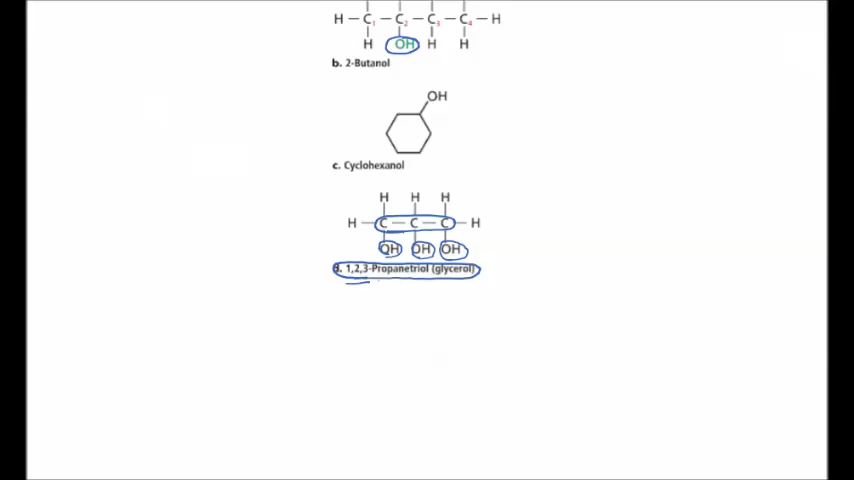 H — C1 — C2 — C3 — C4 — H
H OH H H
b. 2-Butanol
OH
c. Cyclohexanol
H H H
H — C — C — C — H
OH OH OH
d. 1,2,3-Propanetriol (glycerol)